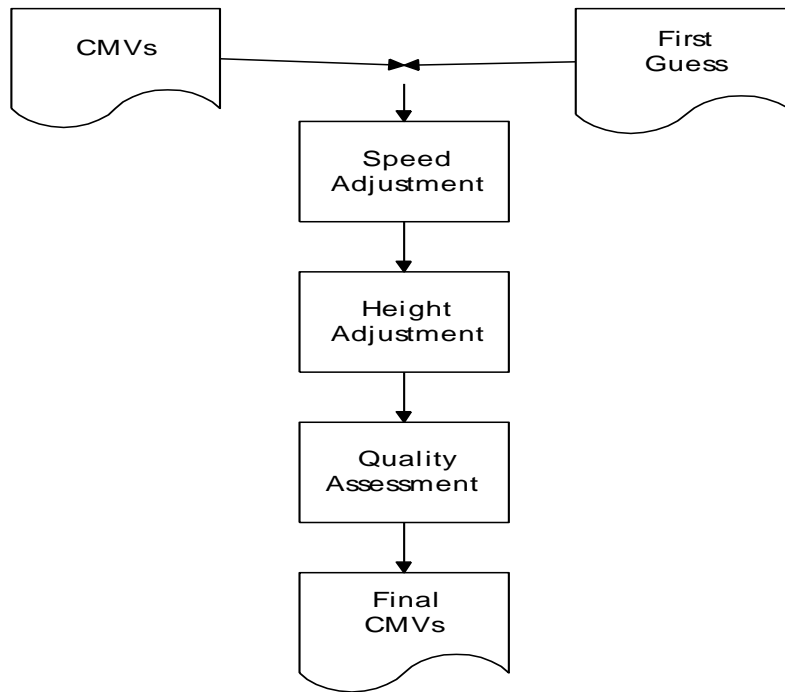 CMVs
First
Guess
Speed
Adjustment
Height
Adjustment
Quality
Assessment
Final
CMVs